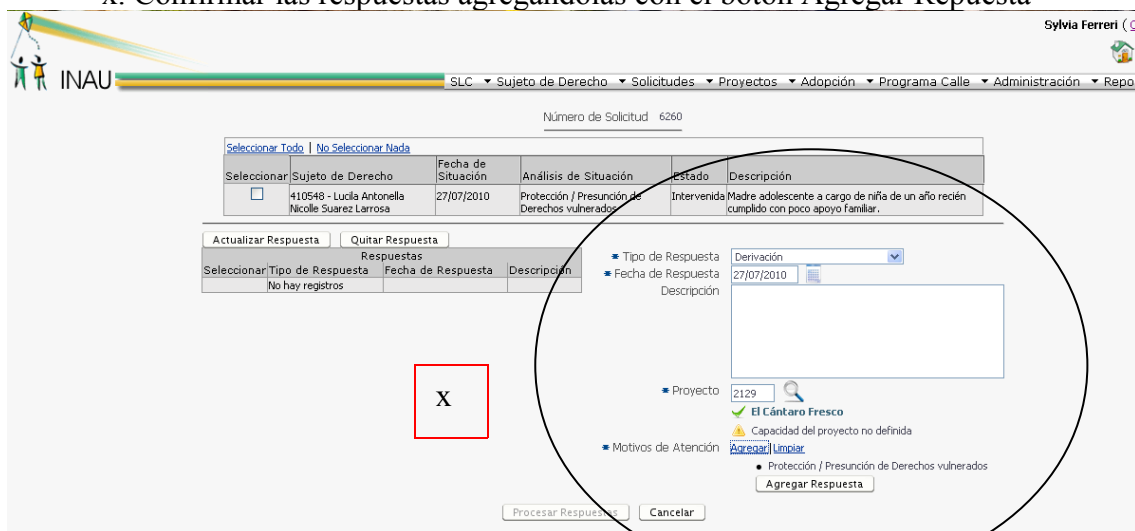 x. Confirmar las respuestas agregándolas con el botón Agregar Repuesta
Sylvia Ferreri (
INAU
SLC Sujeto de Derecho Solicitudes Proyectos Adopción Programa Calle Administración Repo
Número de Solicitud 6260
Seleccionar Todo | No Seleccionar Nada
Seleccionar Sujeto de Derecho Fecha de Situación Análisis de Situación Estado Descripción
410548 - Lucila Antonella Nicolle Suarez Larrosa 27/07/2010 Protección / Presunción de Derechos vulnerados Intervenida Madre adolescente a cargo de niña de un año recién cumplido con poco apoyo familiar.
Actualizar Respuesta Quitar Respuesta
Respuestas
Seleccionar Tipo de Respuesta Fecha de Respuesta Descripción
No hay registros
Tipo de Respuesta Derivación
Fecha de Respuesta 27/07/2010
Descripción
x
Proyecto 2129
El Cántaro Fresco
Capacidad del proyecto no definida
Motivos de Atención Agregar|Limpiar
• Protección / Presunción de Derechos vulnerados
Agregar Respuesta
Procesar Respuestas Cancelar